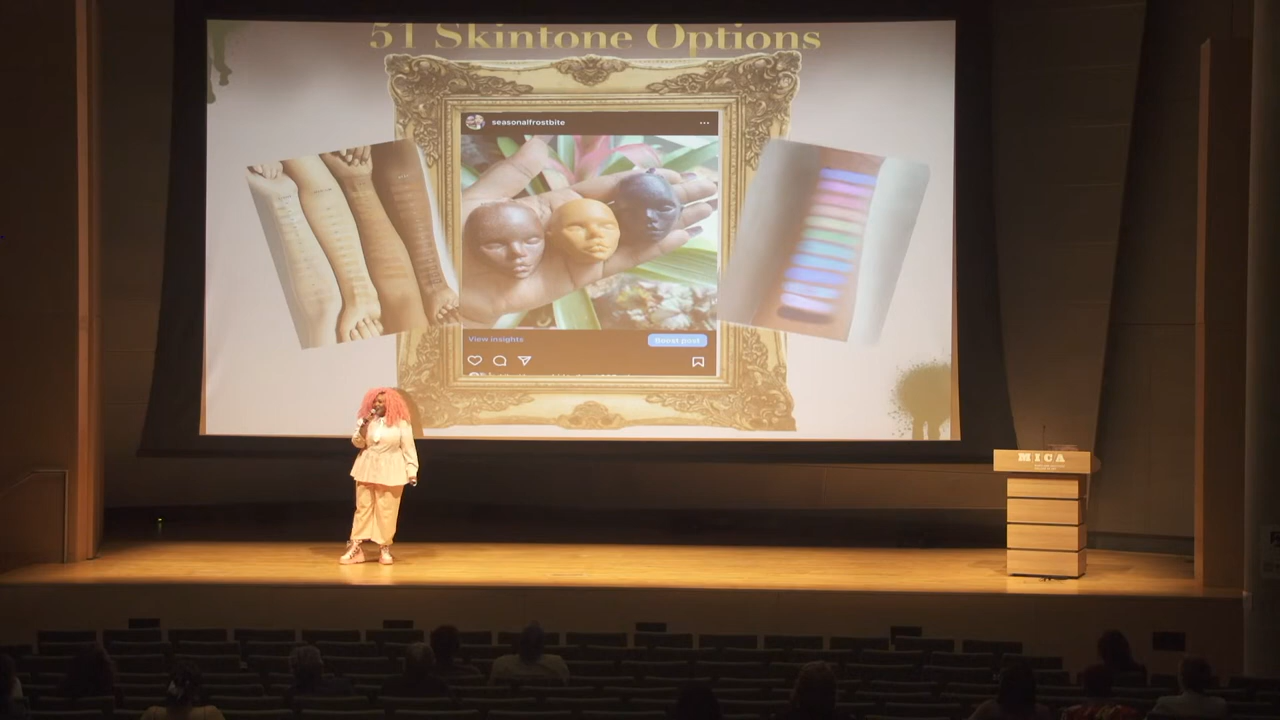 51 Skintone Options
seasonalfrostbite
View insights
Boost post
MICA